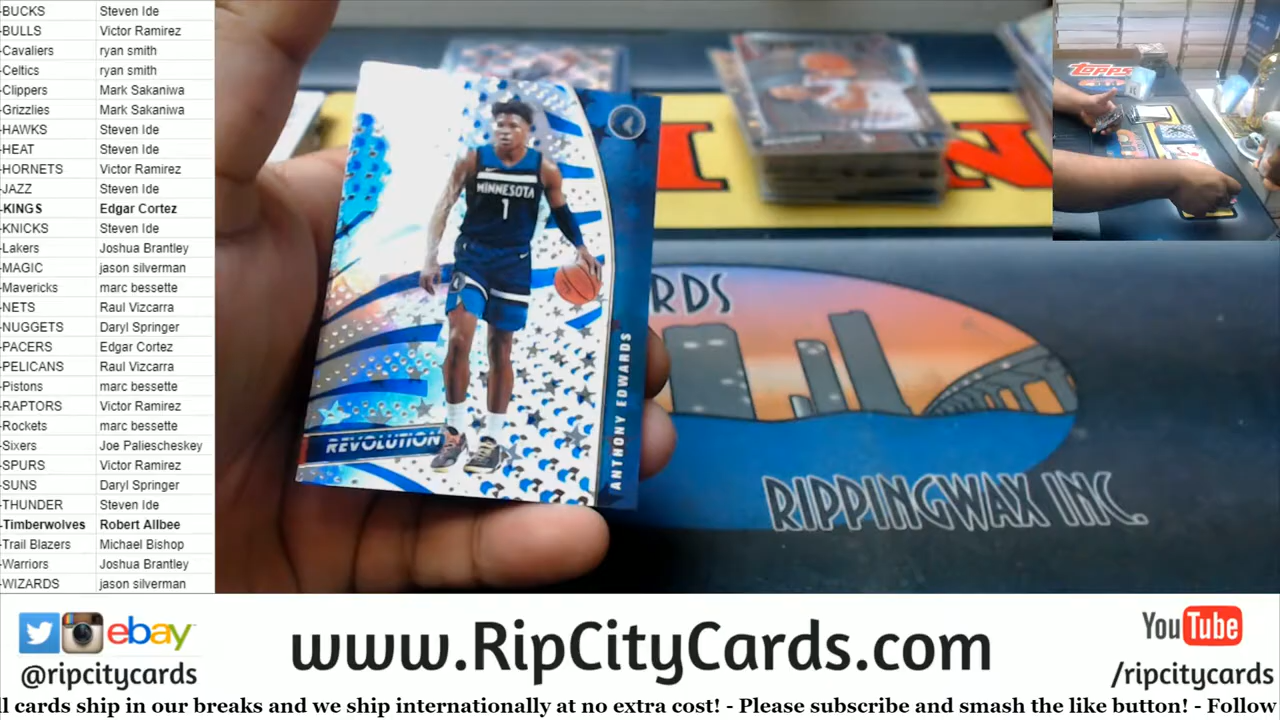 -BUCKS Steven Ide
-BULLS Victor Ramirez
-Cavaliers ryan smith
-Celtics ryan smith
-Clippers Mark Sakaniwa
-Grizzlies Mark Sakaniwa
-HAWKS Steven Ide
-HEAT Steven Ide
-HORNETS Victor Ramirez
-JAZZ Steven Ide
-KINGS Edgar Cortez
-KNICKS Steven Ide
-Lakers Joshua Brantley
-MAGIC jason silverman
-Mavericks marc bessette
-NETS Raul Vizcarra
-NUGGETS Daryl Springer
-PACERS Edgar Cortez
-PELICANS Raul Vizcarra
-Pistons marc bessette
-RAPTORS Victor Ramirez
-Rockets marc bessette
-Sixers Joe Paliescheskey
-SPURS Victor Ramirez
-SUNS Daryl Springer
-THUNDER Steven Ide
-Timberwolves Robert Allbee
-Trail Blazers Michael Bishop
-Warriors Joshua Brantley
-WIZARDS jason silverman
MINNESOTA
1
REVOLUTION
ANTHONY EDWARDS
RDS
RIPPINGWAX INC.
Topps
ebay
@ripcitycards
www.RipCityCards.com
YouTube
/ripcitycards
ll cards ship in our breaks and we ship internationally at no extra cost! - Please subscribe and smash the like button! - Follow